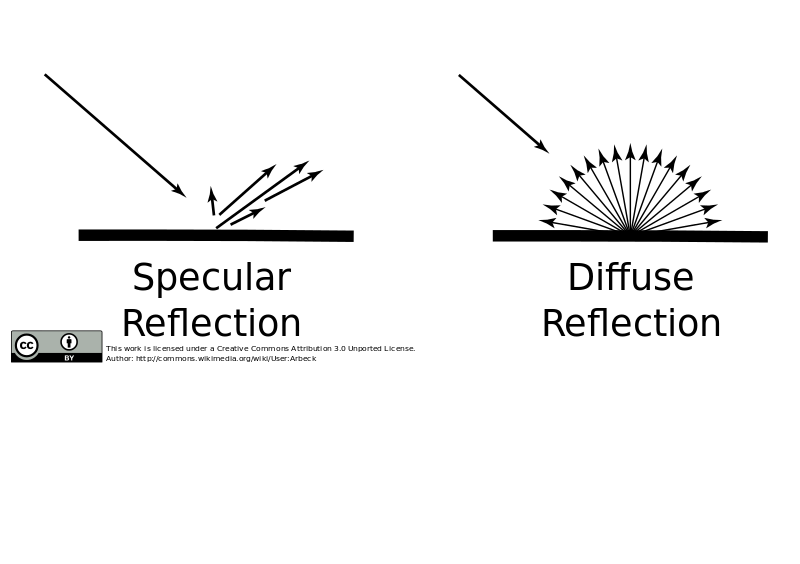 Specular
Reflection
Diffuse
Reflection
cc
BY
This work is licensed under a Creative Commons Attribution 3.0 Unported License.
Author: http://commons.wikimedia.org/wiki/User:Arbeck